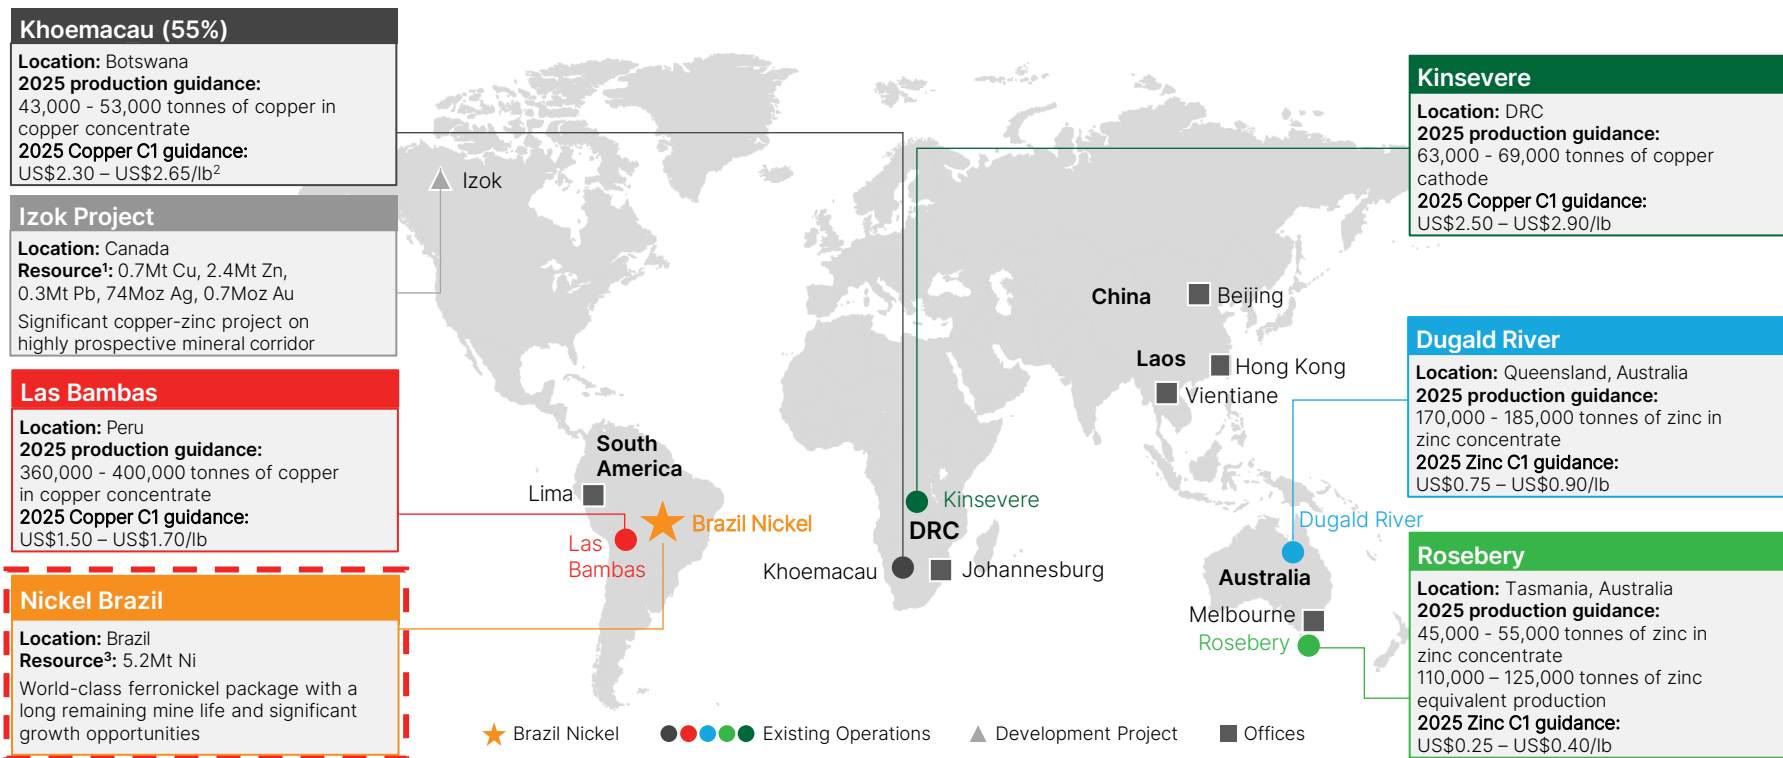 Khoemacau (55%)
Location: Botswana
2025 production guidance:
43,000 - 53,000 tonnes of copper in
copper concentrate
2025 Copper C1 guidance:
US$2.30 – US$2.65/lb²
Izok Project
Location: Canada
Resource¹: 0.7Mt Cu, 2.4Mt Zn,
0.3Mt Pb, 74Moz Ag, 0.7Moz Au
Significant copper-zinc project on
highly prospective mineral corridor
Las Bambas
Location: Peru
2025 production guidance:
360,000 - 400,000 tonnes of copper
in copper concentrate
2025 Copper C1 guidance:
US$1.50 – US$1.70/lb
Nickel Brazil
Location: Brazil
Resource³: 5.2Mt Ni
World-class ferronickel package with a
long remaining mine life and significant
growth opportunities
Izok
South
America
Lima
Brazil Nickel
Las
Bambas
Kinsevere
DRC
Khoemacau
Johannesburg
China
Beijing
Laos
Hong Kong
Vientiane
Dugald River
Australia
Melbourne
Rosebery
Kinsevere
Location: DRC
2025 production guidance:
63,000 - 69,000 tonnes of copper
cathode
2025 Copper C1 guidance:
US$2.50 – US$2.90/lb
Dugald River
Location: Queensland, Australia
2025 production guidance:
170,000 - 185,000 tonnes of zinc in
zinc concentrate
2025 Zinc C1 guidance:
US$0.75 – US$0.90/lb
Rosebery
Location: Tasmania, Australia
2025 production guidance:
45,000 - 55,000 tonnes of zinc in
zinc concentrate
110,000 – 125,000 tonnes of zinc
equivalent production
2025 Zinc C1 guidance:
US$0.25 – US$0.40/lb
Brazil Nickel
Existing Operations
Development Project
Offices